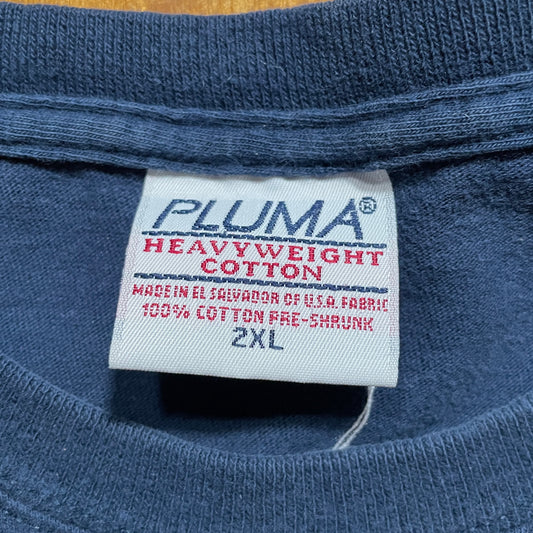 PLUMA®
HEAVYWEIGHT
COTTON
MADE IN EL SALVADOR OF U.S.A. FABRIC
100% COTTON PRE-SHRUNK
2XL